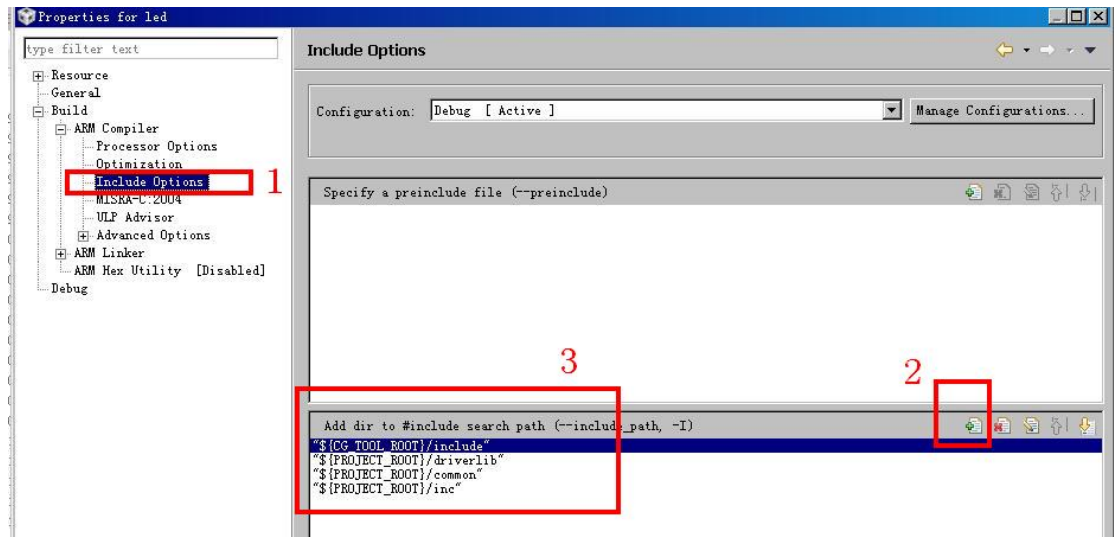 Properties for led
type filter text
Include Options
Resource
General
Build
Configuration: Debug [ Active ]
Manage Configurations...
ARM Compiler
Processor Options
Optimization
Include Options
1
Specify a preinclude file (--preinclude)
MISRA-C:2004
ULP Advisor
Advanced Options
ARM Linker
ARM Hex Utility [Disabled]
Debug
3
2
Add dir to #include search path (--include_path, -I)
"${CG_TOOL_ROOT}/include"
"${PROJECT_ROOT}/driverlib"
"${PROJECT_ROOT}/common"
"${PROJECT_ROOT}/inc"